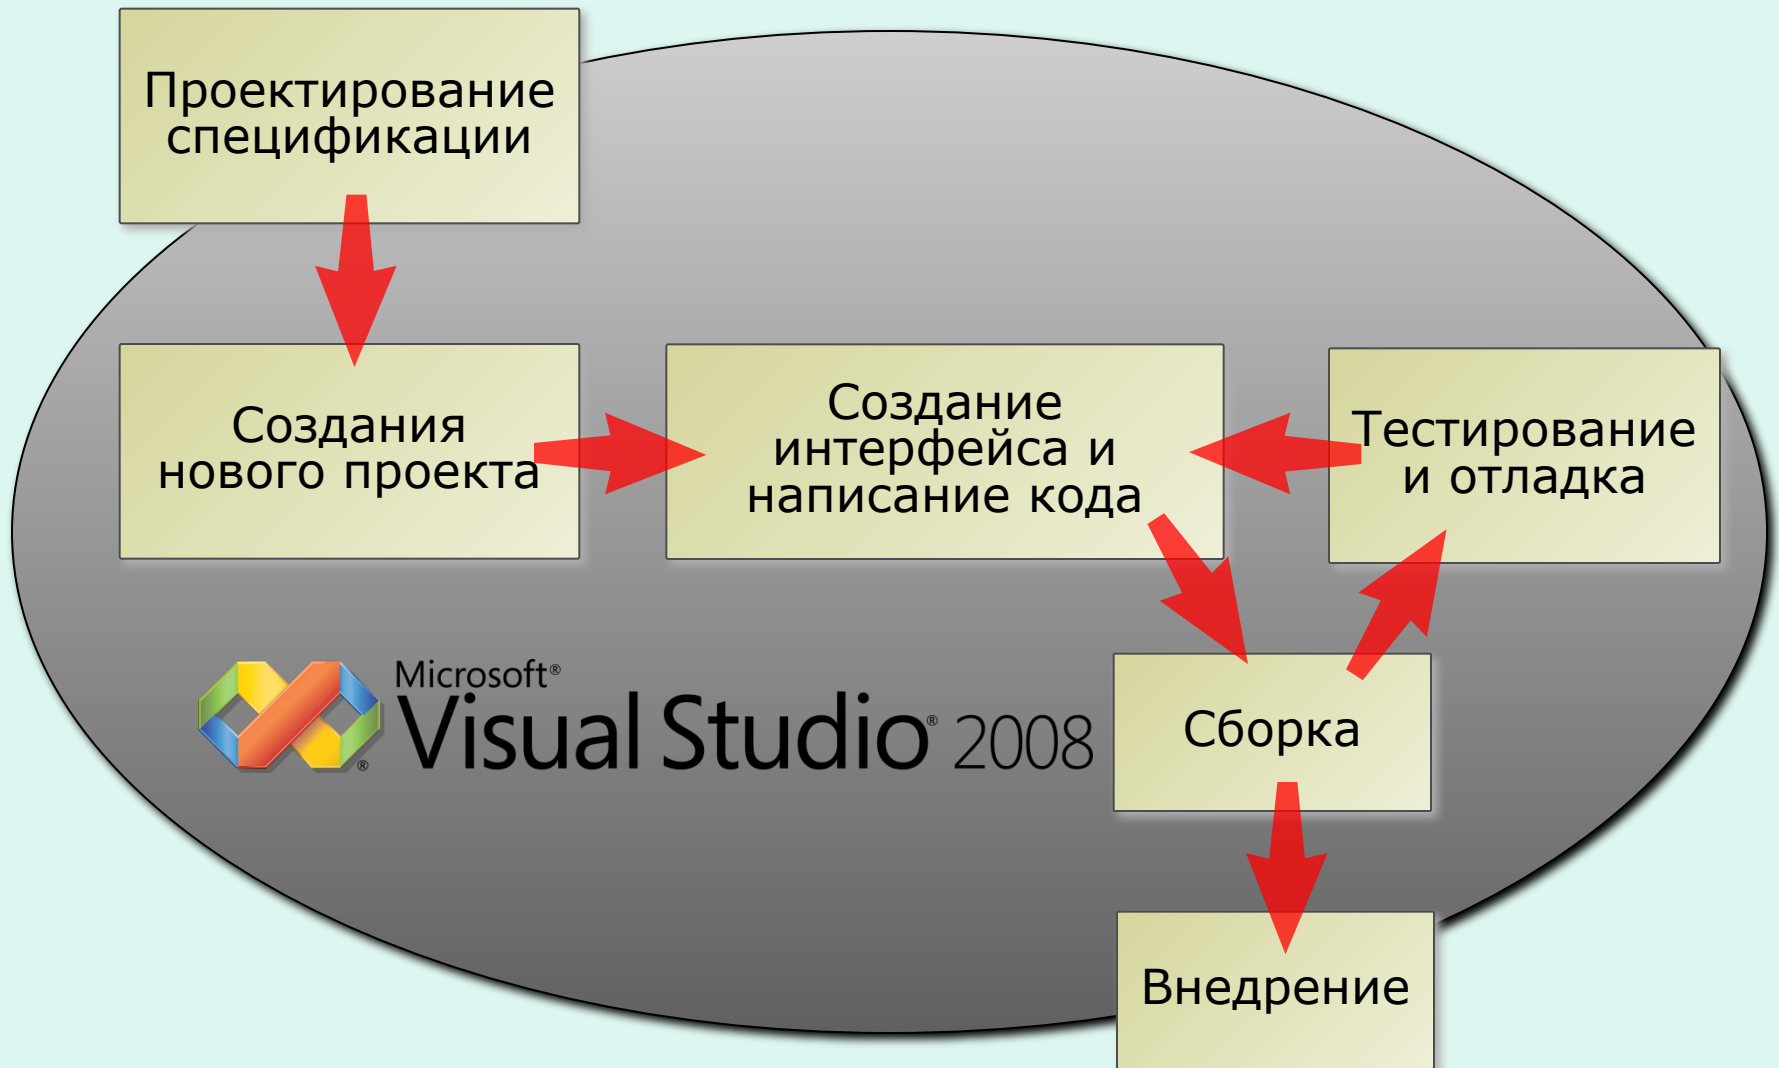 Проектирование
спецификации
Создания
нового проекта
Создание
интерфейса и
написание кода
Тестирование
и отладка
Microsoft®
Visual Studio® 2008
®
Сборка
Внедрение